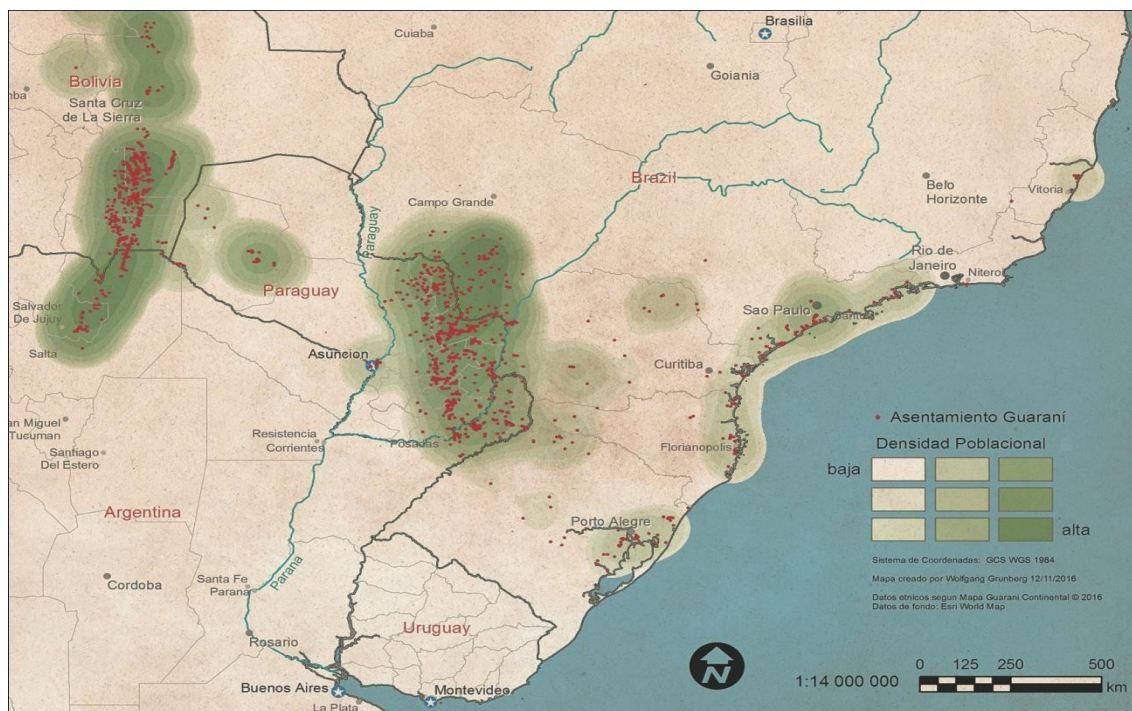 Brasilia
Cuiaba
Goiania
Bolivia
Santa Cruz
de La Sierra
mba
Brazil
Belo
Horizonte
Vitoria
Campo Grande
Paraguay
Rio de
Janeiro
Niteroi
Paraguay
Salvador
De Jujuy
Sao Paulo
Santos
Salta
Asuncion
Curitiba
an Miguel
Tucuman
Resistencia
Corrientes
Posadas
Santiago
Del Estero
Florianopolis
Asentamiento Guaraní
Densidad Poblacional
baja
alta
Argentina
Porto Alegre
Cordoba
Santa Fe
Parana
Parana
Uruguay
Rosario
Buenos Aires
Montevideo
La Plata
Sistema de Coordenadas: GCS WGS 1984
Mapa creado por Wolfgang Grunberg 12/11/2016
Datos etnicos segun Mapa Guarani Continental © 2016
Datos de fondo: Esri World Map
N
1:14 000 000
0 125 250 500
km